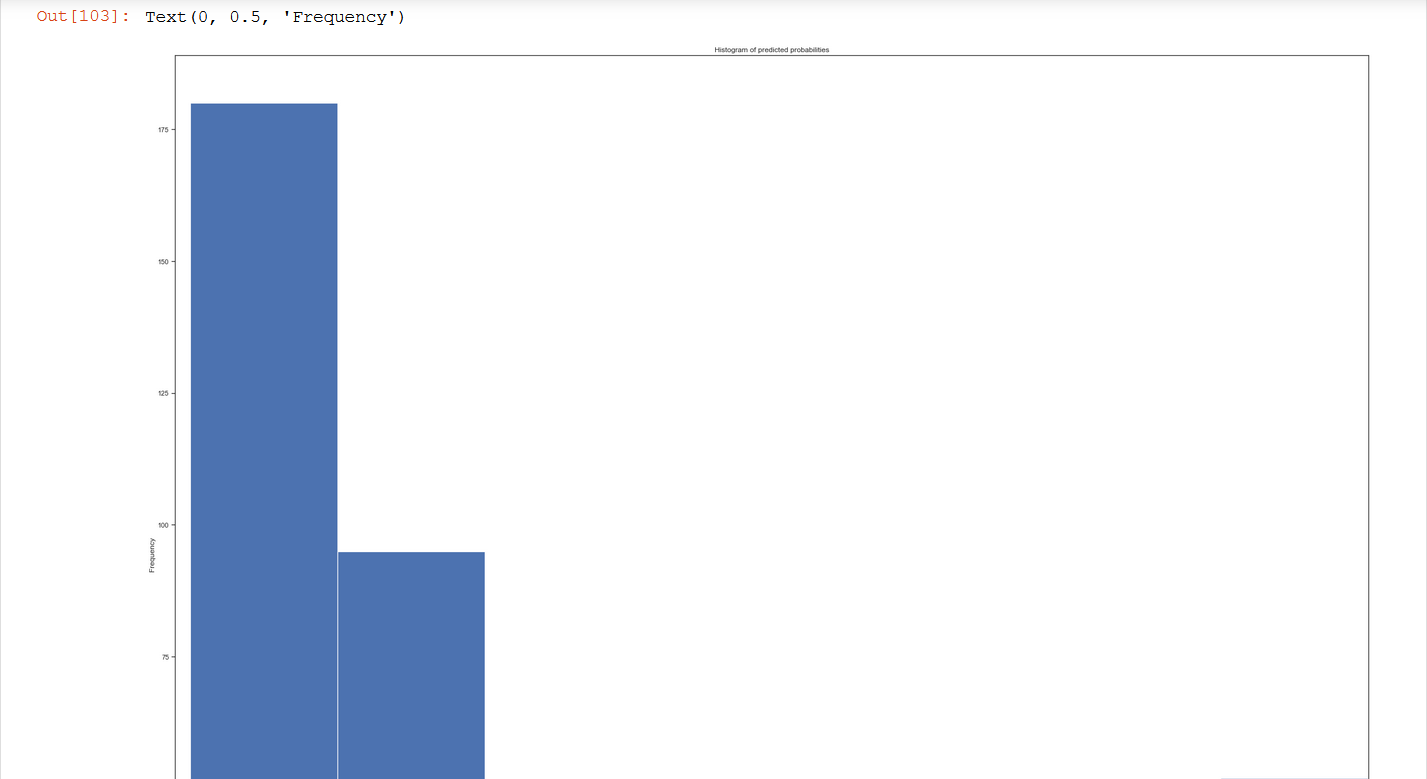 Out[103]: Text(0, 0.5, 'Frequency')
Histogram of predicted probabilities
175
150
125
100
Frequency
75